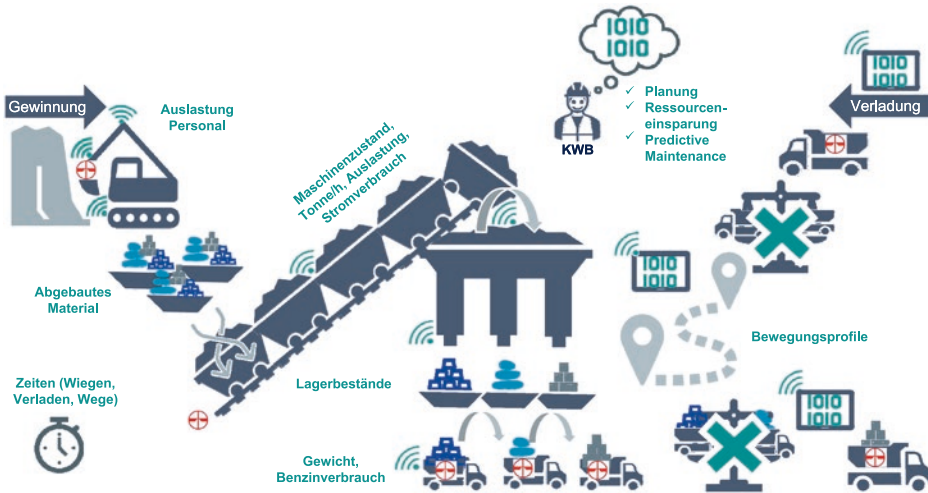 Gewinnung
Auslastung
Personal
Maschinenzustand,
Tonne/h, Auslastung,
Stromverbrauch
1010
1010
KWB
✓ Planung
✓ Ressourcen-
einsparung
✓ Predictive
Maintenance
1010
1010
Verladung
Abgebautes
Material
1010
1010
Bewegungsprofile
Zeiten (Wiegen,
Verladen, Wege)
Lagerbestände
1010
1010
Gewicht,
Benzinverbrauch